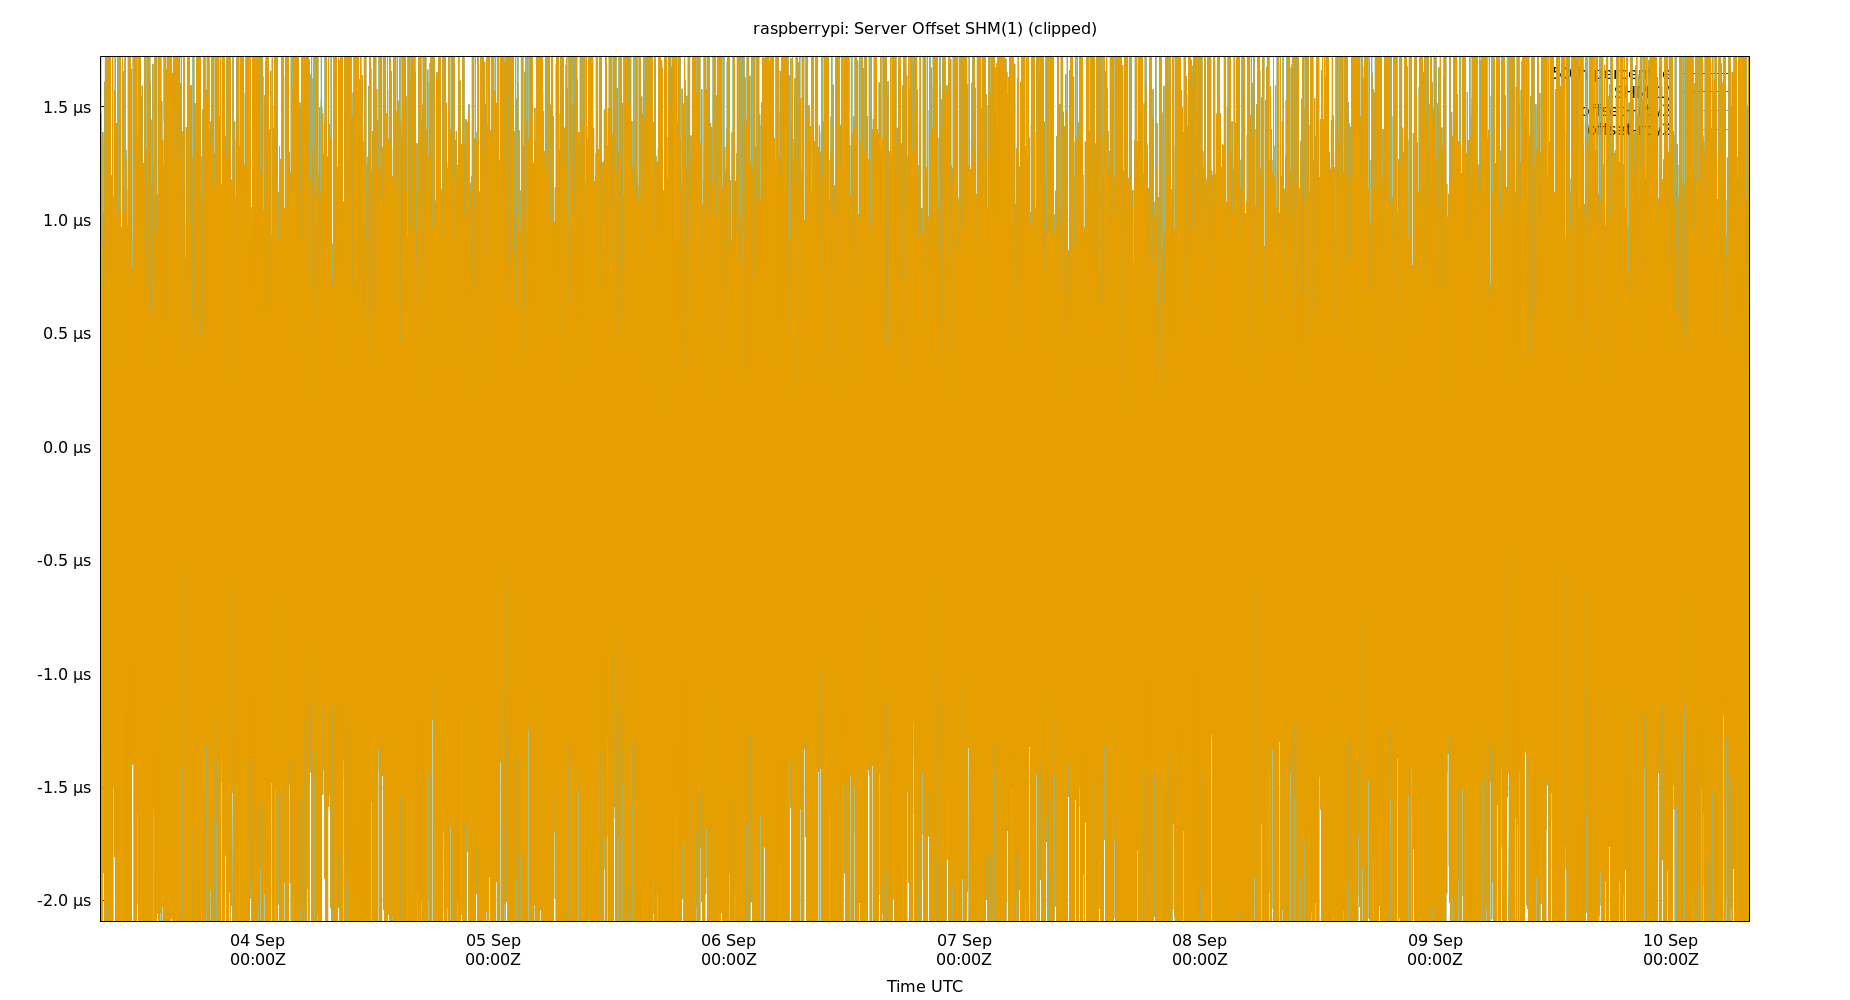 raspberrypi: Server Offset SHM(1) (clipped)
1.5 µs
1.0 µs
0.5 µs
0.0 µs
-0.5 µs
-1.0 µs
-1.5 µs
-2.0 µs
04 Sep 05 Sep 06 Sep 07 Sep 08 Sep 09 Sep 10 Sep
00:00Z 00:00Z 00:00Z 00:00Z 00:00Z 00:00Z 00:00Z
Time UTC